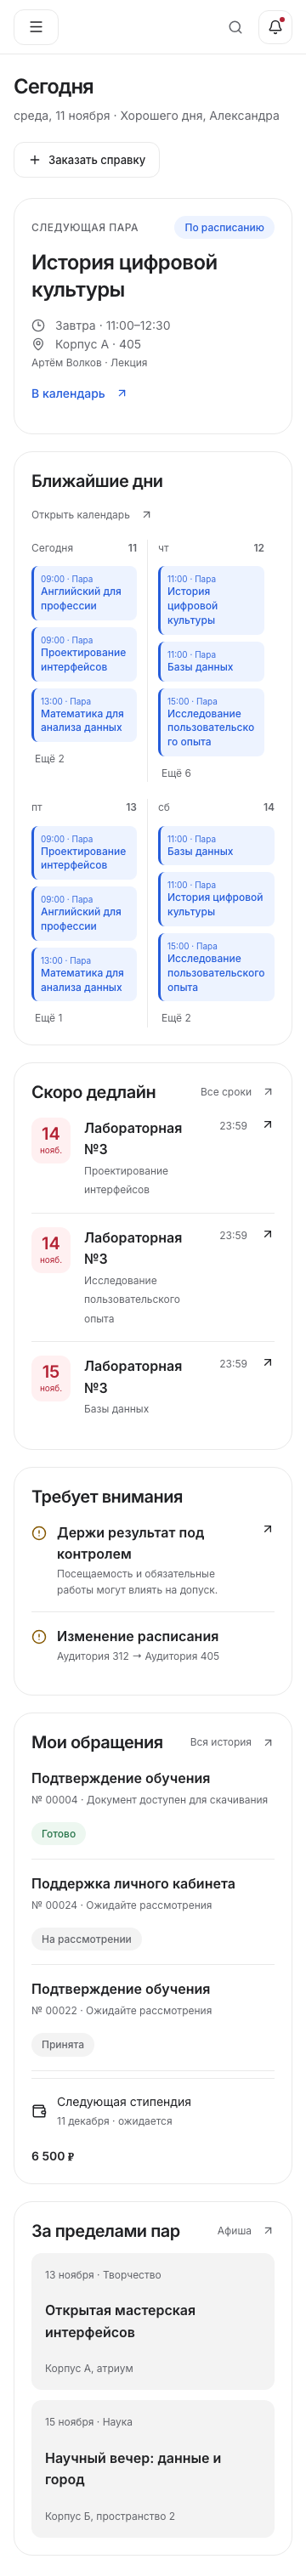 Сегодня
среда, 11 ноября · Хорошего дня, Александра
Заказать справку
СЛЕДУЮЩАЯ ПАРА
По расписанию
История цифровой
культуры
Завтра · 11:00–12:30
Корпус А · 405
Артём Волков · Лекция
В календарь
Ближайшие дни
Открыть календарь
Сегодня 11
09:00 · Пара
Английский для
профессии
09:00 · Пара
Проектирование
интерфейсов
13:00 · Пара
Математика для
анализа данных
Ещё 2
чт 12
11:00 · Пара
История
цифровой
культуры
11:00 · Пара
Базы данных
15:00 · Пара
Исследование
пользовательско
го опыта
Ещё 6
пт 13
09:00 · Пара
Проектирование
интерфейсов
09:00 · Пара
Английский для
профессии
13:00 · Пара
Математика для
анализа данных
Ещё 1
сб 14
11:00 · Пара
Базы данных
11:00 · Пара
История цифровой
культуры
15:00 · Пара
Исследование
пользовательского
опыта
Ещё 2
Скоро дедлайн
Все сроки
14
нояб.
Лабораторная
№3
23:59
Проектирование
интерфейсов
14
нояб.
Лабораторная
№3
23:59
Исследование
пользовательского
опыта
15
нояб.
Лабораторная
№3
23:59
Базы данных
Требует внимания
Держи результат под
контролем
Посещаемость и обязательные
работы могут влиять на допуск.
Изменение расписания
Аудитория 312 → Аудитория 405
Мои обращения
Вся история
Подтверждение обучения
№ 00004 · Документ доступен для скачивания
Готово
Поддержка личного кабинета
№ 00024 · Ожидайте рассмотрения
На рассмотрении
Подтверждение обучения
№ 00022 · Ожидайте рассмотрения
Принята
Следующая стипендия
11 декабря · ожидается
6 500 ₽
За пределами пар
Афиша
13 ноября · Творчество
Открытая мастерская
интерфейсов
Корпус А, атриум
15 ноября · Наука
Научный вечер: данные и
город
Корпус Б, пространство 2